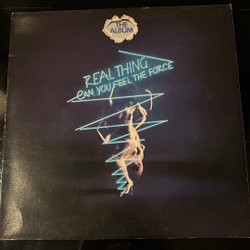 THE
ALBUM
REAL THING
CAN YOU FEEL THE FORCE